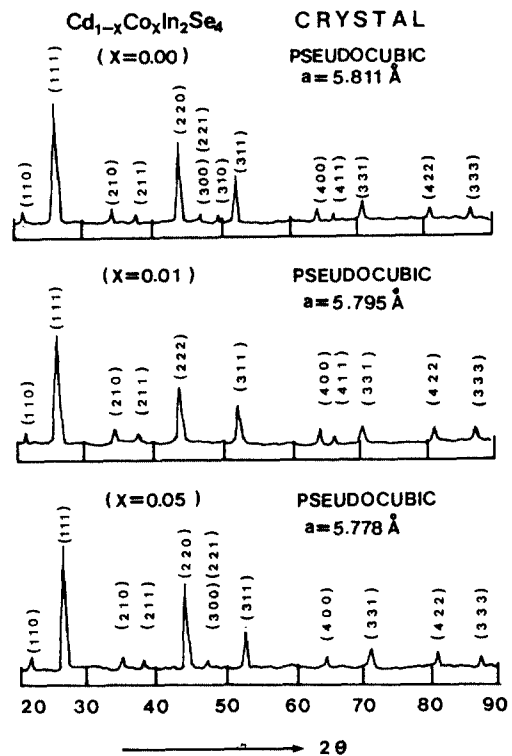 Cd1-xCoxIn2Se4 CRYSTAL
(X=0.00) PSEUDOCUBIC
a=5.811 Å
(110) (111) (210) (211) (220) (300) (221) (310) (311) (400) (411) (331) (422) (333)
(X=0.01) PSEUDOCUBIC
a=5.795 Å
(110) (111) (210) (211) (222) (311) (400) (411) (331) (422) (333)
(X=0.05) PSEUDOCUBIC
a=5.778 Å
(110) (111) (210) (211) (220) (300) (221) (311) (400) (331) (422) (333)
20 30 40 50 60 70 80 90
2θ